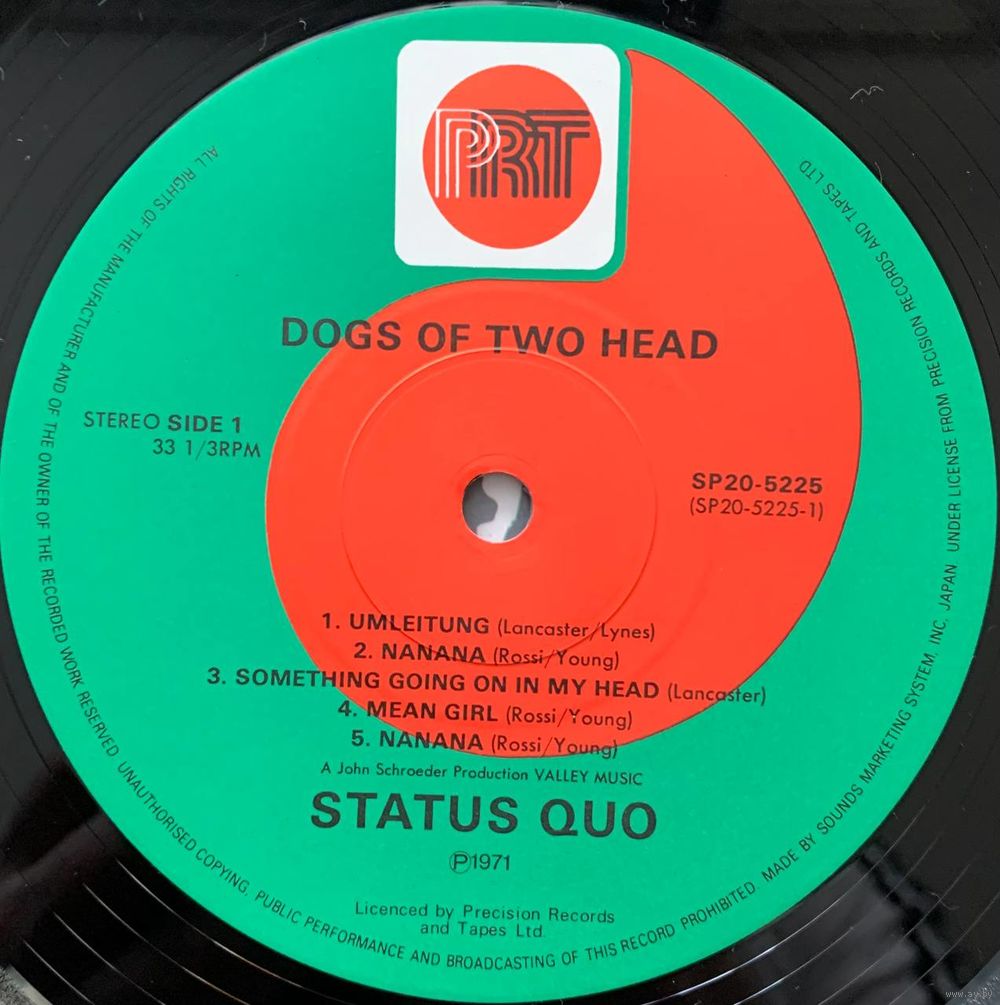 PRT
DOGS OF TWO HEAD
STEREO SIDE 1
33 1/3RPM
SP20-5225
(SP20-5225-1)
1. UMLEITUNG (Lancaster/Lynes)
2. NANANA (Rossi/Young)
3. SOMETHING GOING ON IN MY HEAD (Lancaster)
4. MEAN GIRL (Rossi/Young)
5. NANANA (Rossi/Young)
A John Schroeder Production VALLEY MUSIC
STATUS QUO
Ⓟ1971
Licenced by Precision Records
and Tapes Ltd.
ALL RIGHTS OF THE MANUFACTURER AND OF THE OWNER OF THE RECORDED WORK RESERVED UNAUTHORISED COPYING, PUBLIC PERFORMANCE AND BROADCASTING OF THIS RECORD PROHIBITED. MADE BY SOUNDS MARKETING SYSTEM, INC, JAPAN UNDER LICENSE FROM PRECISION RECORDS AND TAPES LTD
www.ay.by